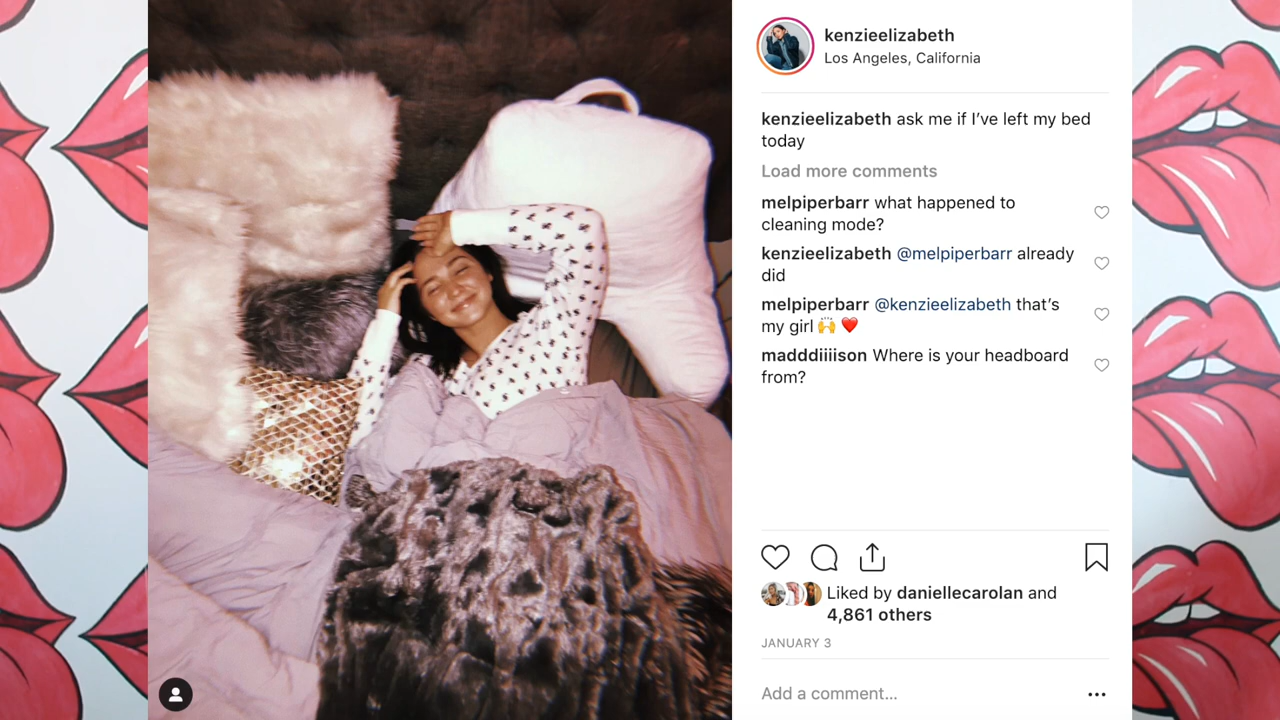 kenzieelizabeth
Los Angeles, California
kenzieelizabeth ask me if I’ve left my bed
today
Load more comments
melpiperbarr what happened to
cleaning mode?
kenzieelizabeth @melpiperbarr already
did
melpiperbarr @kenzieelizabeth that’s
my girl 🙌 ❤️
madddiiiison Where is your headboard
from?
Liked by daniellecarolan and
4,861 others
JANUARY 3
Add a comment...